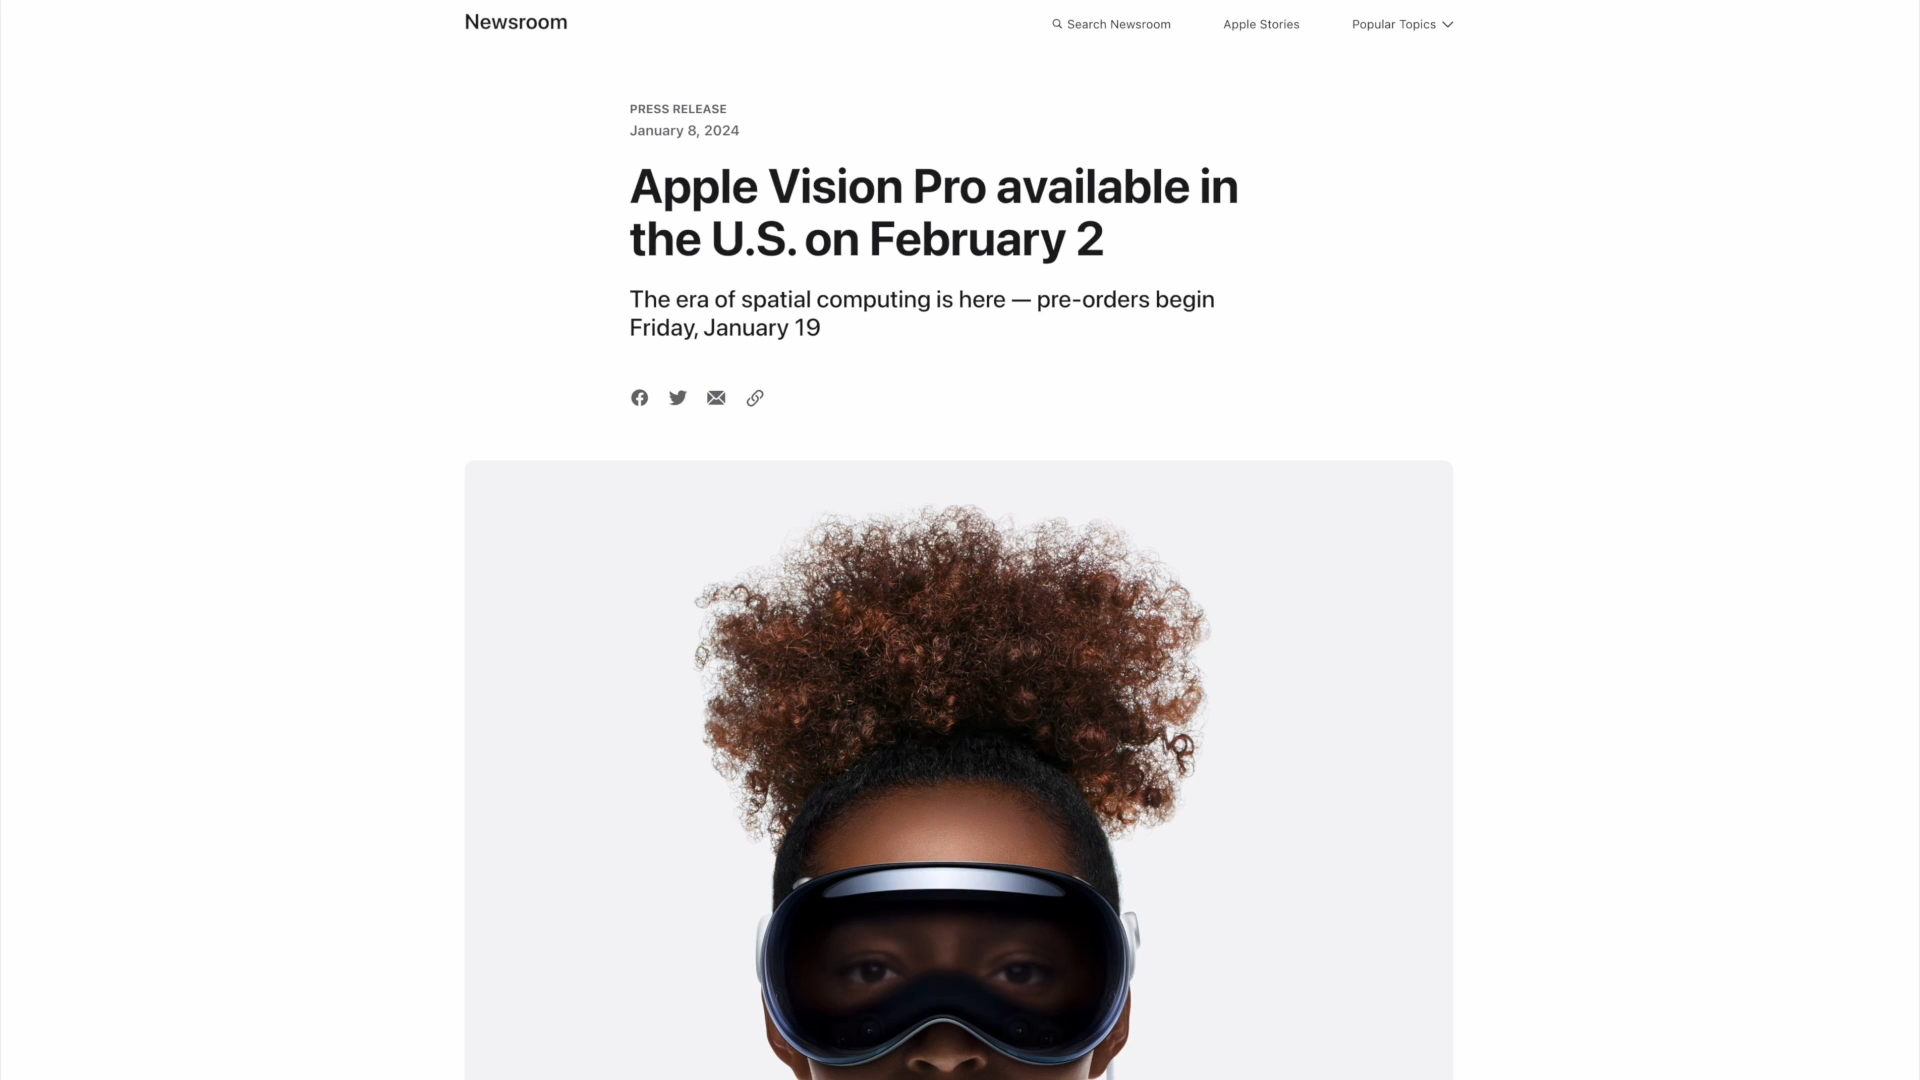 Newsroom
Search Newsroom
Apple Stories
Popular Topics
PRESS RELEASE
January 8, 2024
Apple Vision Pro available in
the U.S. on February 2
The era of spatial computing is here — pre-orders begin
Friday, January 19